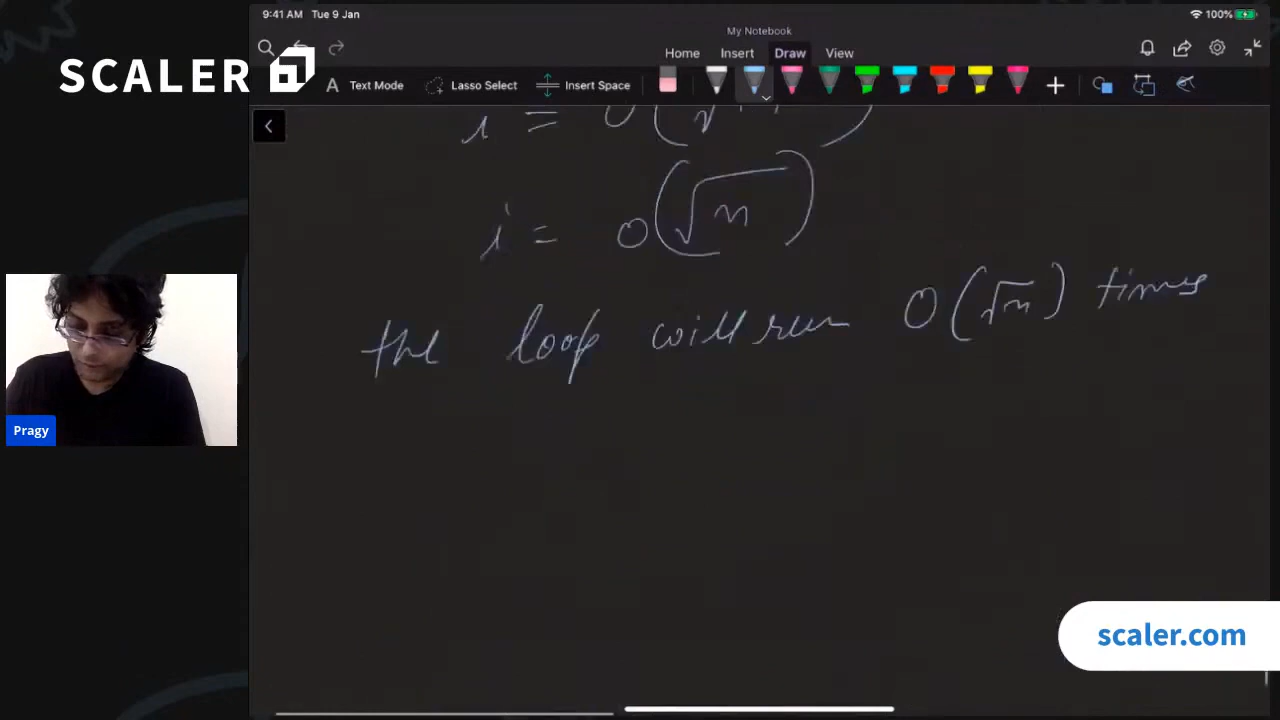 9:41 AM Tue 9 Jan
100%
My Notebook
SCALER
Home Insert Draw View
A Text Mode Lasso Select Insert Space
i = O(
i = O(√n)
the loop will run O(√n) times
Pragy
scaler.com